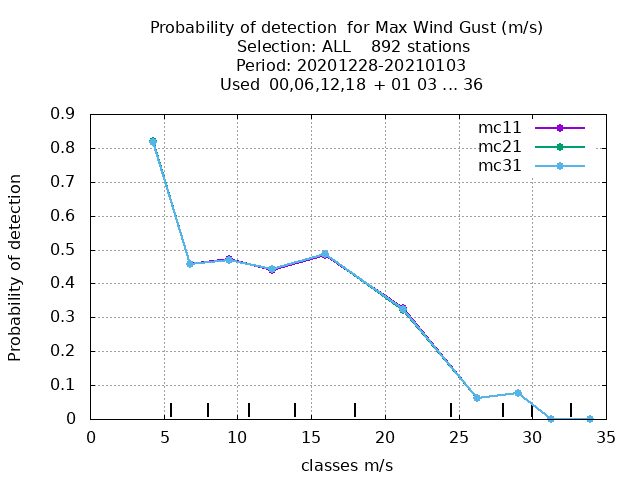 Probability of detection  for Max Wind Gust (m/s)
Selection: ALL    892 stations
Period: 20201228-20210103
Used  00,06,12,18  + 01 03 ... 36
0.9
0.8
0.7
0.6
0.5
0.4
0.3
0.2
0.1
0
Probability of detection
mc11
mc21
mc31
0 5 10 15 20 25 30 35
classes m/s